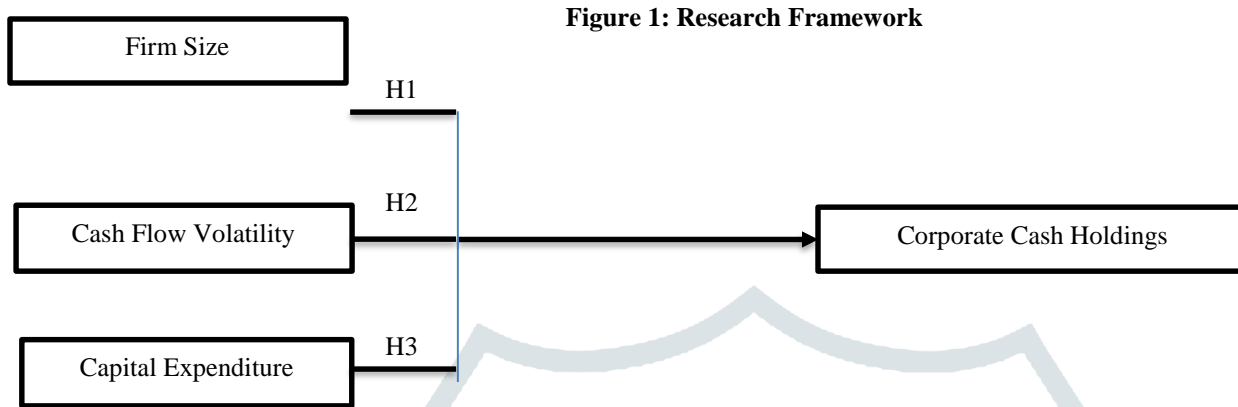 Figure 1: Research Framework
Firm Size
H1
H2
Cash Flow Volatility
Corporate Cash Holdings
H3
Capital Expenditure